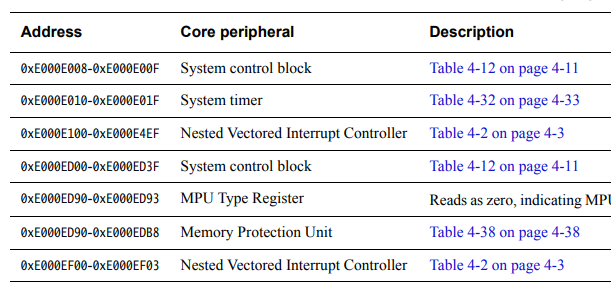 Address Core peripheral Description
0xE000E008-0xE000E00F System control block Table 4-12 on page 4-11
0xE000E010-0xE000E01F System timer Table 4-32 on page 4-33
0xE000E100-0xE000E4EF Nested Vectored Interrupt Controller Table 4-2 on page 4-3
0xE000ED00-0xE000ED3F System control block Table 4-12 on page 4-11
0xE000ED90-0xE000ED93 MPU Type Register Reads as zero, indicating MPU
0xE000ED90-0xE000EDB8 Memory Protection Unit Table 4-38 on page 4-38
0xE000EF00-0xE000EF03 Nested Vectored Interrupt Controller Table 4-2 on page 4-3